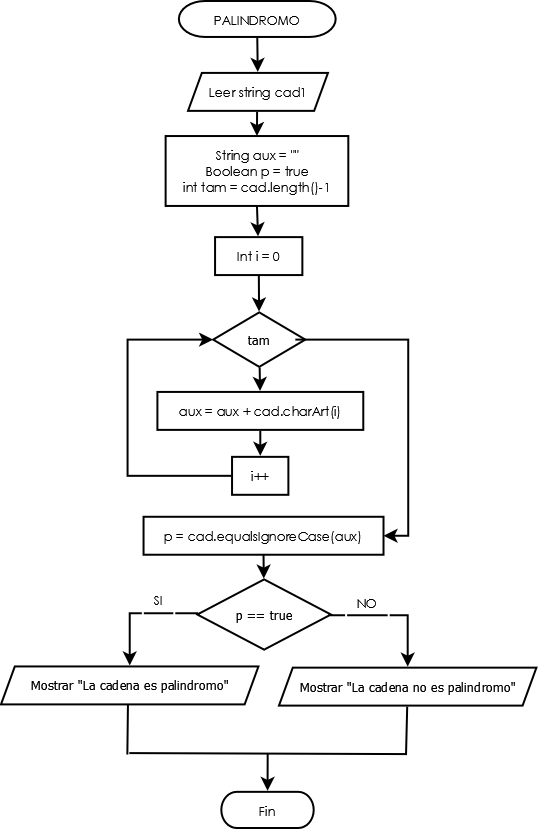 PALINDROMO
Leer string cad1
String aux = ""
Boolean p = true
int tam = cad.length()-1
Int i = 0
tam
aux = aux + cad.charArt(i)
i++
p = cad.equalsIgnoreCase(aux)
p == true
SI
NO
Mostrar "La cadena es palindromo"
Mostrar "La cadena no es palindromo"
Fin